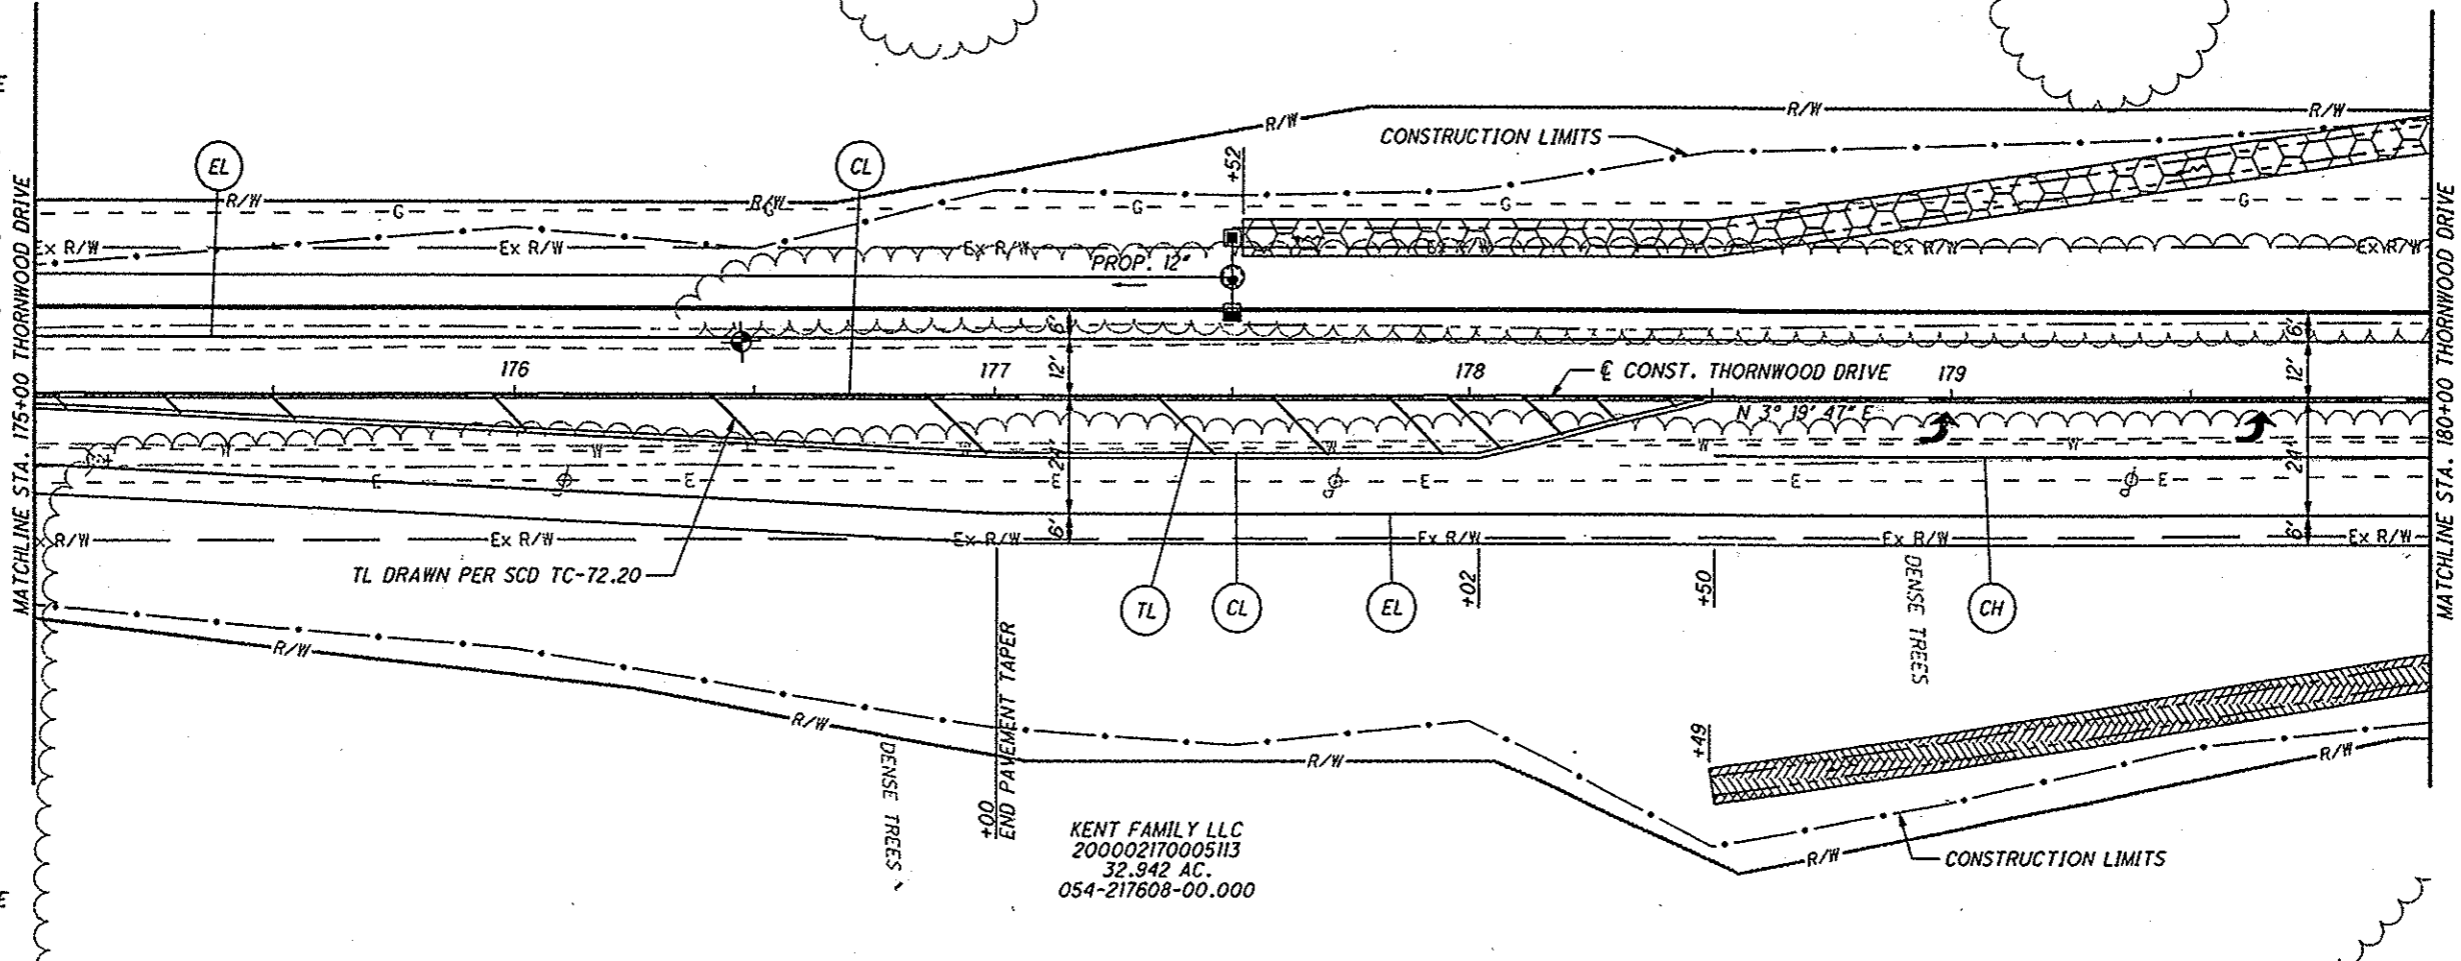 MATCHLINE STA. 175+00 THORNWOOD DRIVE
EL
CL
R/W
R/W
R/W
R/W
R/W
CONSTRUCTION LIMITS
+52
G
G
G
G
Ex R/W
Ex R/W
Ex R/W
Ex R/W
Ex R/W
Ex R/W
PROP. 12"
6'
6'
12'
12'
176
177
178
179
℄ CONST. THORNWOOD DRIVE
N 3° 19' 47" E
W
W
W
W
W
W
24'
24'
E
E
E
E
E
E
6'
6'
R/W
Ex R/W
Ex R/W
Ex R/W
Ex R/W
Ex R/W
TL DRAWN PER SCD TC-72.20
TL
CL
EL
+02
+50
DENSE TREES
CH
MATCHLINE STA. 180+00 THORNWOOD DRIVE
R/W
R/W
R/W
R/W
R/W
DENSE TREES
+00
END PAVEMENT TAPER
+49
KENT FAMILY LLC
200002170005113
32.942 AC.
054-217608-00.000
CONSTRUCTION LIMITS